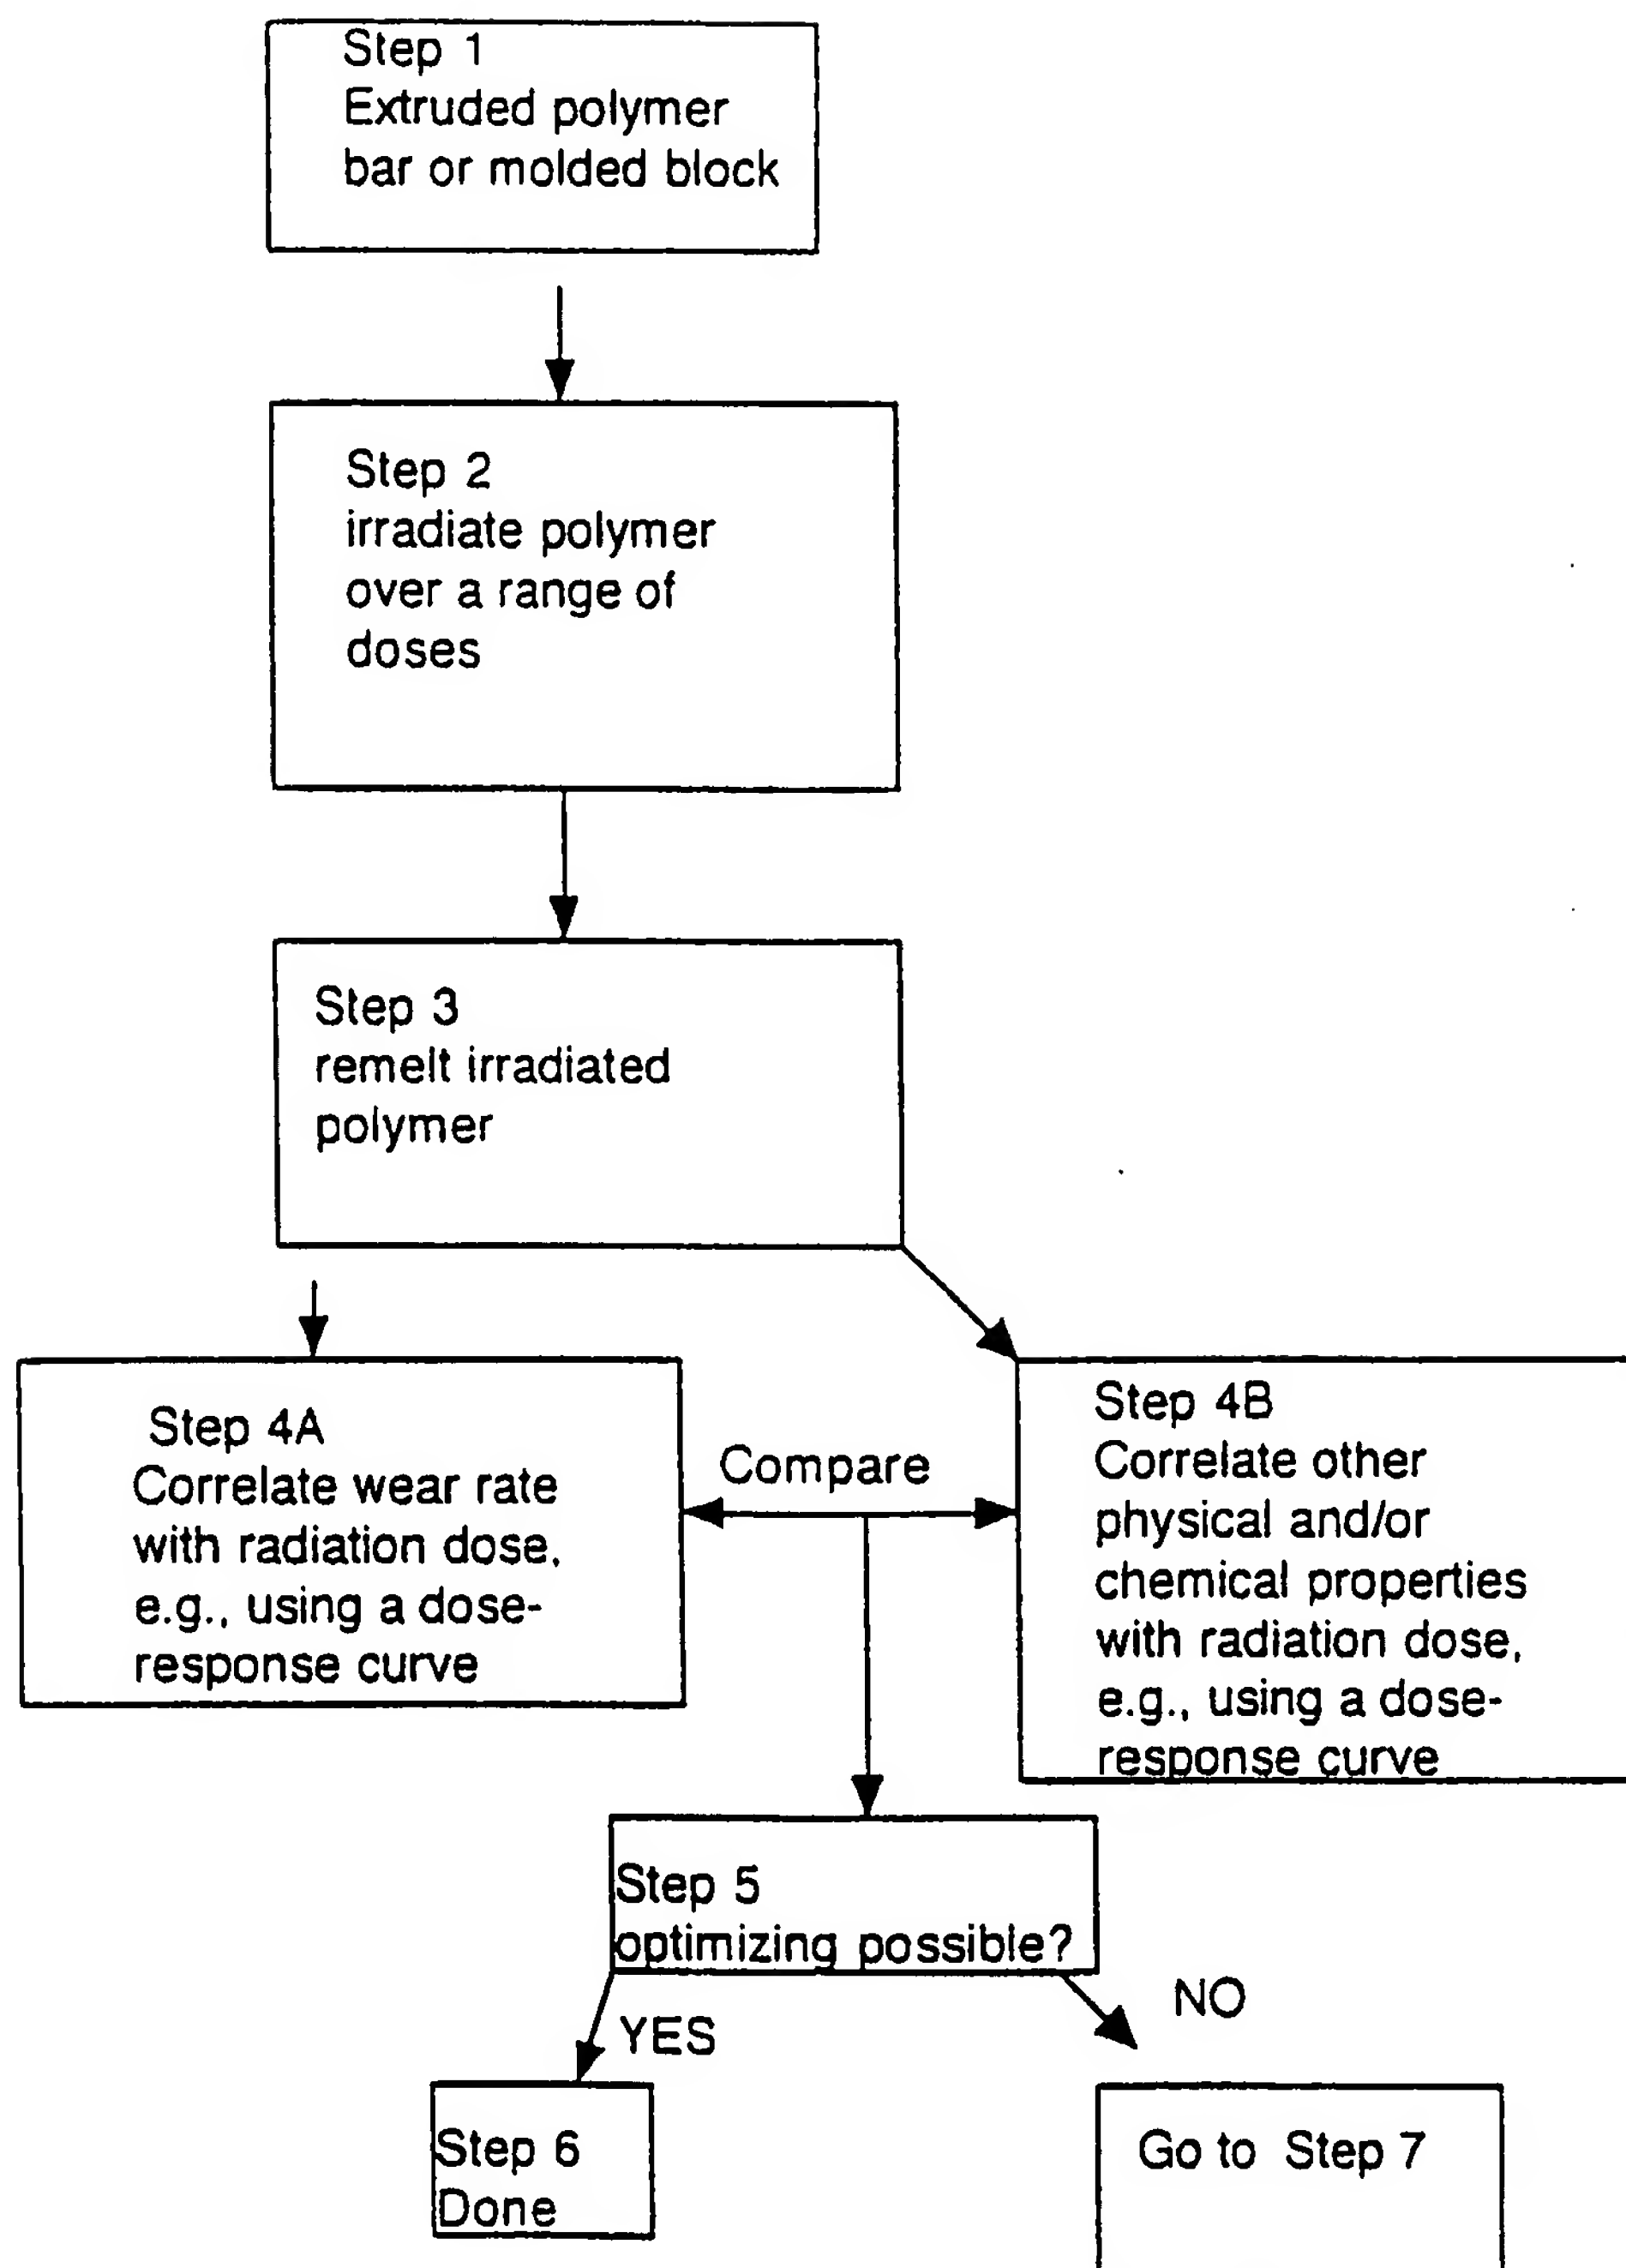 Step 1
Extruded polymer
bar or molded block
Step 2
irradiate polymer
over a range of
doses
Step 3
remelt irradiated
polymer
Step 4A
Correlate wear rate
with radiation dose,
e.g., using a dose-
response curve
Compare
Step 4B
Correlate other
physical and/or
chemical properties
with radiation dose,
e.g., using a dose-
response curve
Step 5
optimizing possible?
YES
NO
Step 6
Done
Go to Step 7